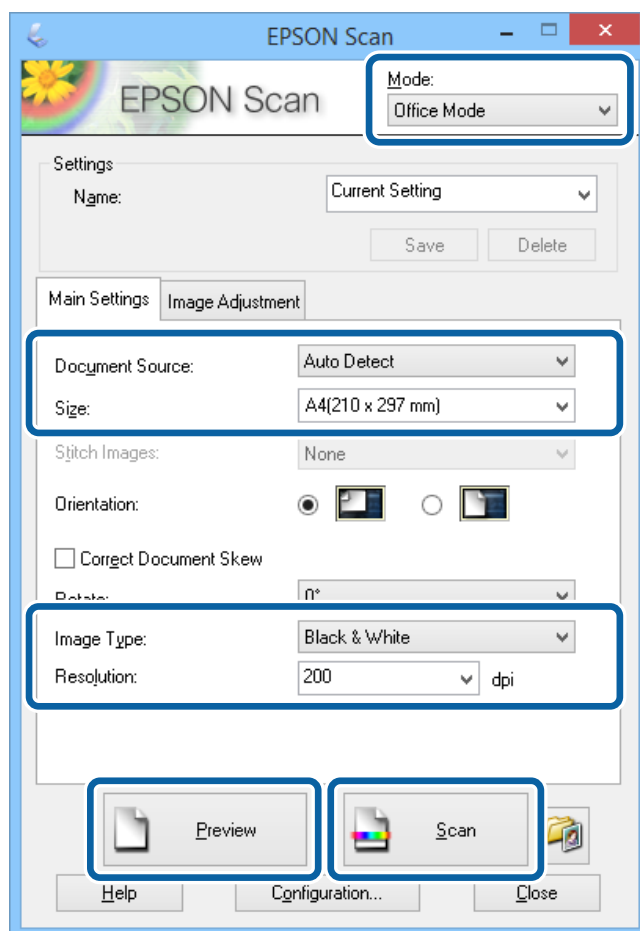 EPSON Scan
EPSON Scan
Mode:
Office Mode
Settings
Name:
Current Setting
Save Delete
Main Settings Image Adjustment
Document Source: Auto Detect
Size: A4(210 x 297 mm)
Stitch Images: None
Orientation:
Correct Document Skew
Rotate: 0°
Image Type: Black & White
Resolution: 200 dpi
Preview Scan
Help Configuration... Close